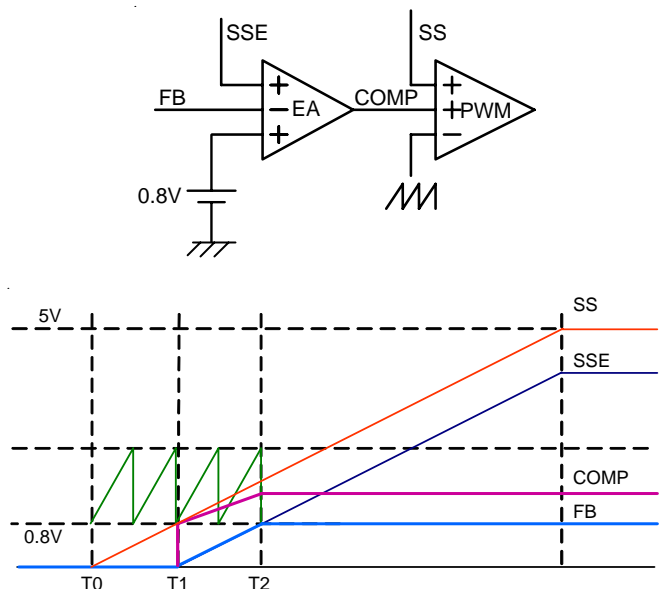 SSE
SS
FB
EA
COMP
PWM
0.8V
5V
SS
SSE
COMP
FB
0.8V
T0
T1
T2